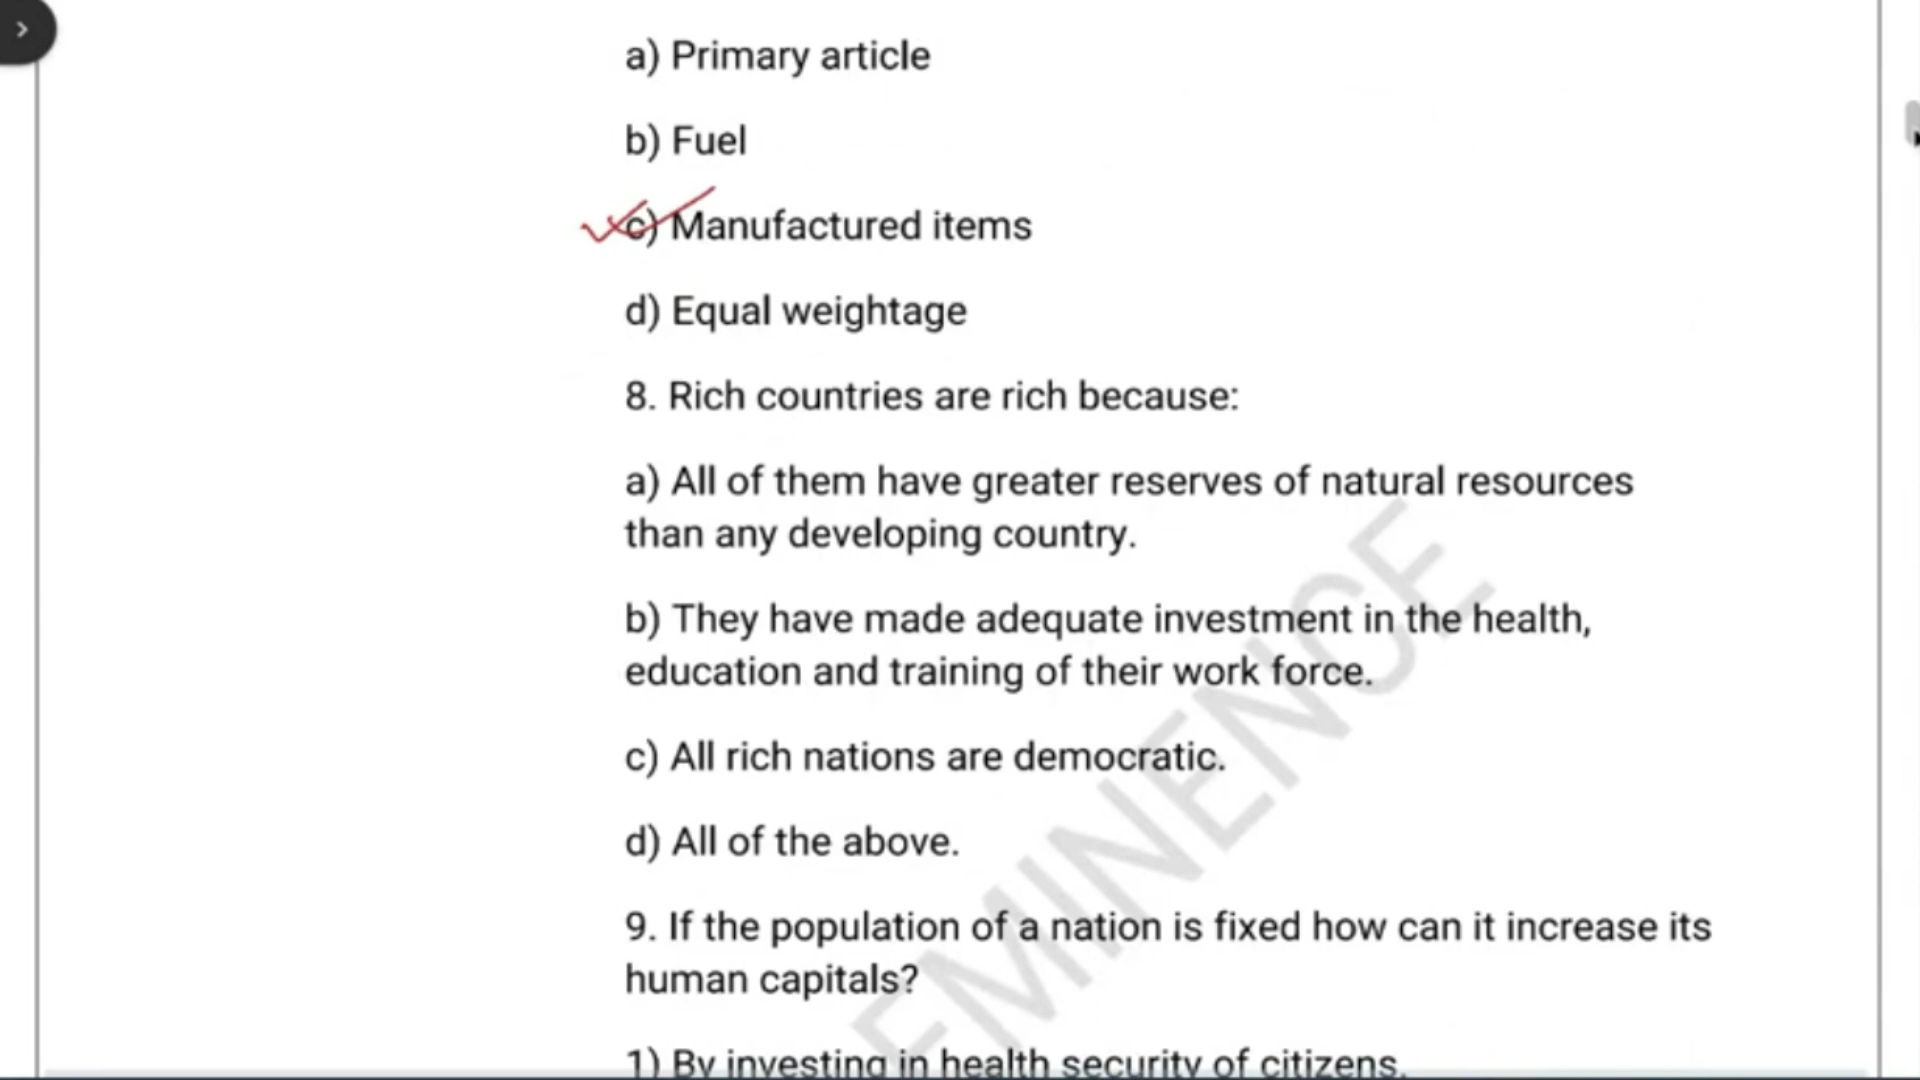 a) Primary article
b) Fuel
c) Manufactured items
d) Equal weightage
8. Rich countries are rich because:
a) All of them have greater reserves of natural resources
than any developing country.
b) They have made adequate investment in the health,
education and training of their work force.
c) All rich nations are democratic.
d) All of the above.
9. If the population of a nation is fixed how can it increase its
human capitals?
1) By investing in health security of citizens.
EMINENCE